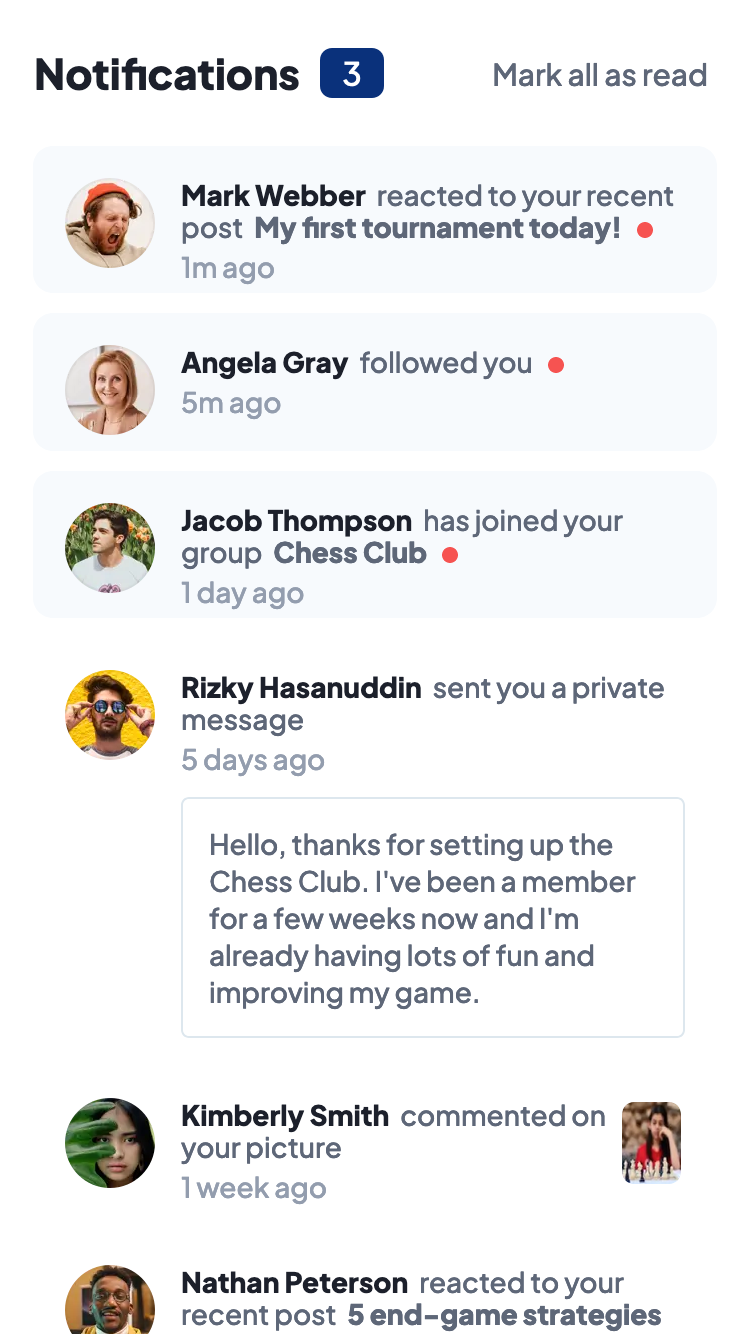 Notifications 3 Mark all as read
Mark Webber reacted to your recent
post My first tournament today!
1m ago
Angela Gray followed you
5m ago
Jacob Thompson has joined your
group Chess Club
1 day ago
Rizky Hasanuddin sent you a private
message
5 days ago
Hello, thanks for setting up the
Chess Club. I've been a member
for a few weeks now and I'm
already having lots of fun and
improving my game.
Kimberly Smith commented on
your picture
1 week ago
Nathan Peterson reacted to your
recent post 5 end-game strategies